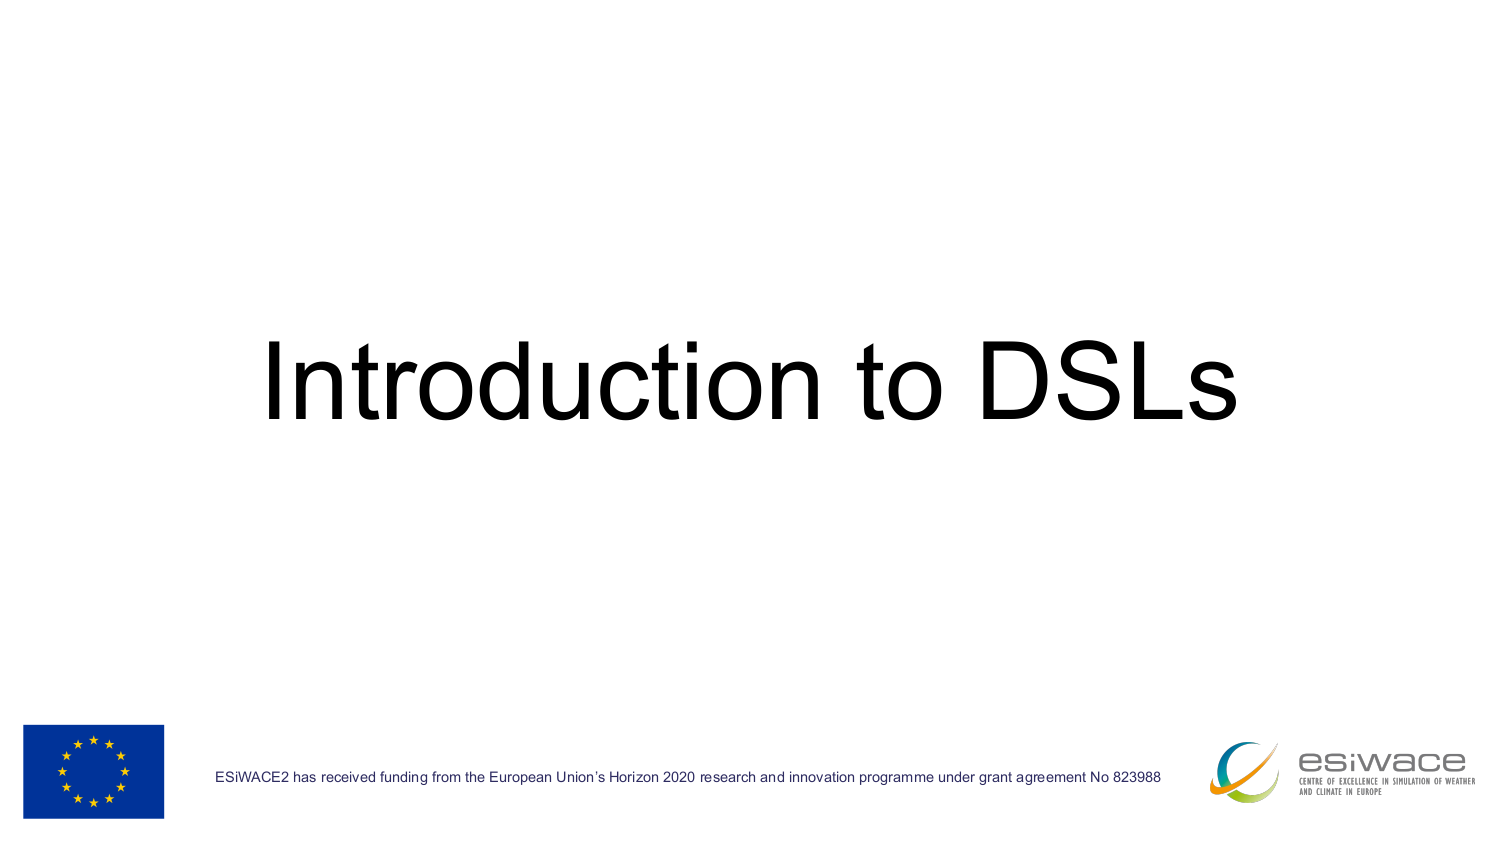 Introduction to DSLs
ESiWACE2 has received funding from the European Union’s Horizon 2020 research and innovation programme under grant agreement No 823988
esiwace
CENTRE OF EXCELLENCE IN SIMULATION OF WEATHER
AND CLIMATE IN EUROPE